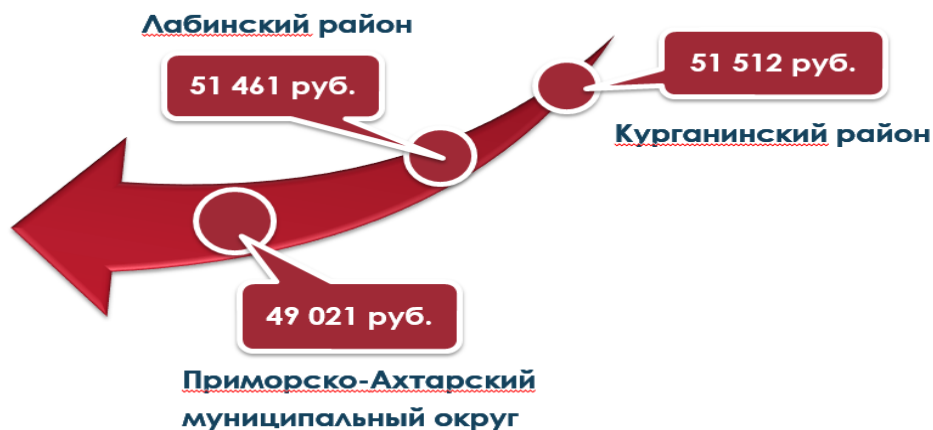 Лабинский район
51 461 руб.
51 512 руб.
Курганинский район
49 021 руб.
Приморско-Ахтарский
муниципальный округ